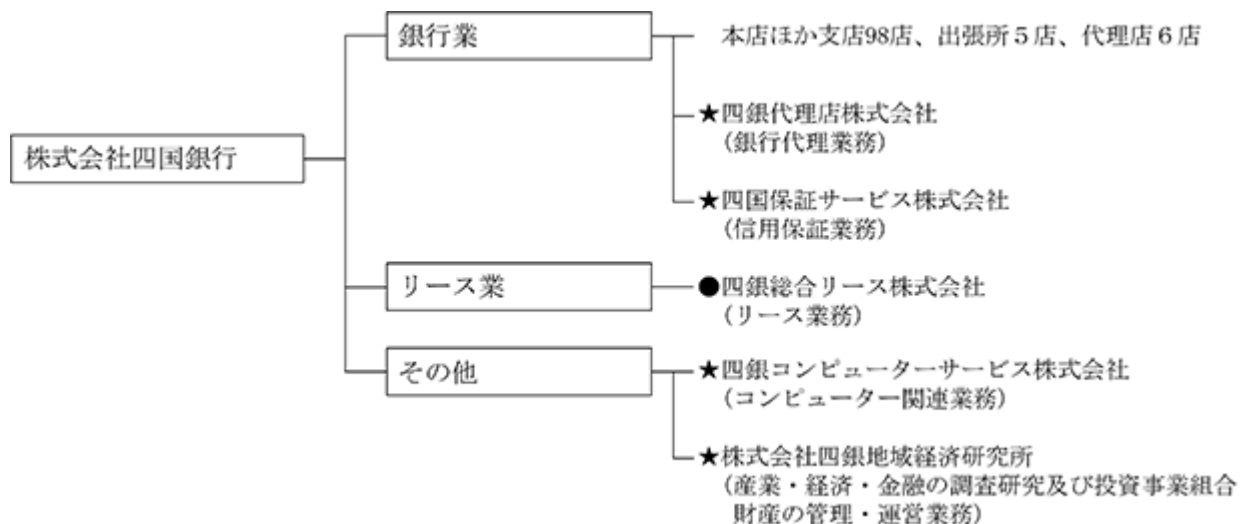 株式会社四国銀行
銀行業
本店ほか支店98店、出張所５店、代理店６店
★四銀代理店株式会社
（銀行代理業務）
★四国保証サービス株式会社
（信用保証業務）
リース業
●四銀総合リース株式会社
（リース業務）
その他
★四銀コンピューターサービス株式会社
（コンピューター関連業務）
★株式会社四銀地域経済研究所
（産業・経済・金融の調査研究及び投資事業組合
財産の管理・運営業務）